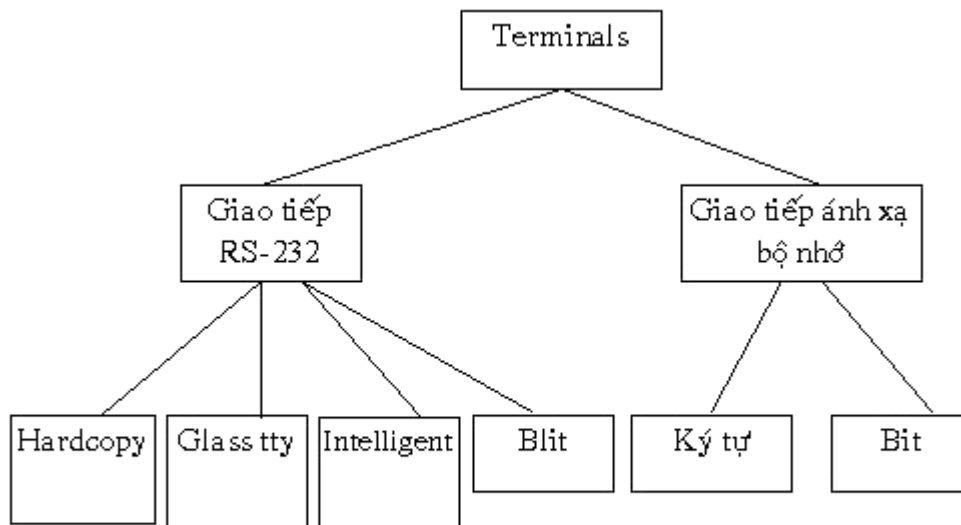 Terminals
Giao tiếp
RS-232
Giao tiếp ánh xạ
bộ nhớ
Hardcopy
Glass tty
Intelligent
Blit
Ký tự
Bit